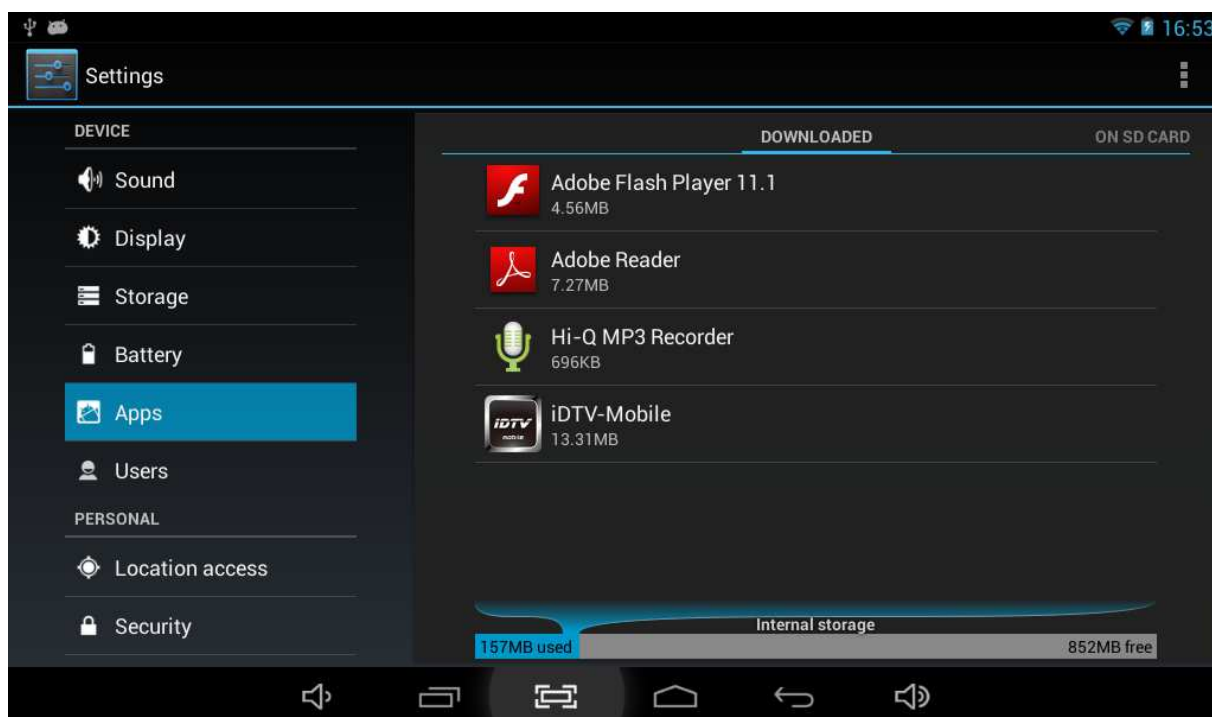 16:53
Settings
DEVICE
Sound
Display
Storage
Battery
Apps
Users
PERSONAL
Location access
Security
DOWNLOADED
ON SD CARD
Adobe Flash Player 11.1
4.56MB
Adobe Reader
7.27MB
Hi-Q MP3 Recorder
696KB
iDTV
mobile
iDTV-Mobile
13.31MB
Internal storage
157MB used
852MB free